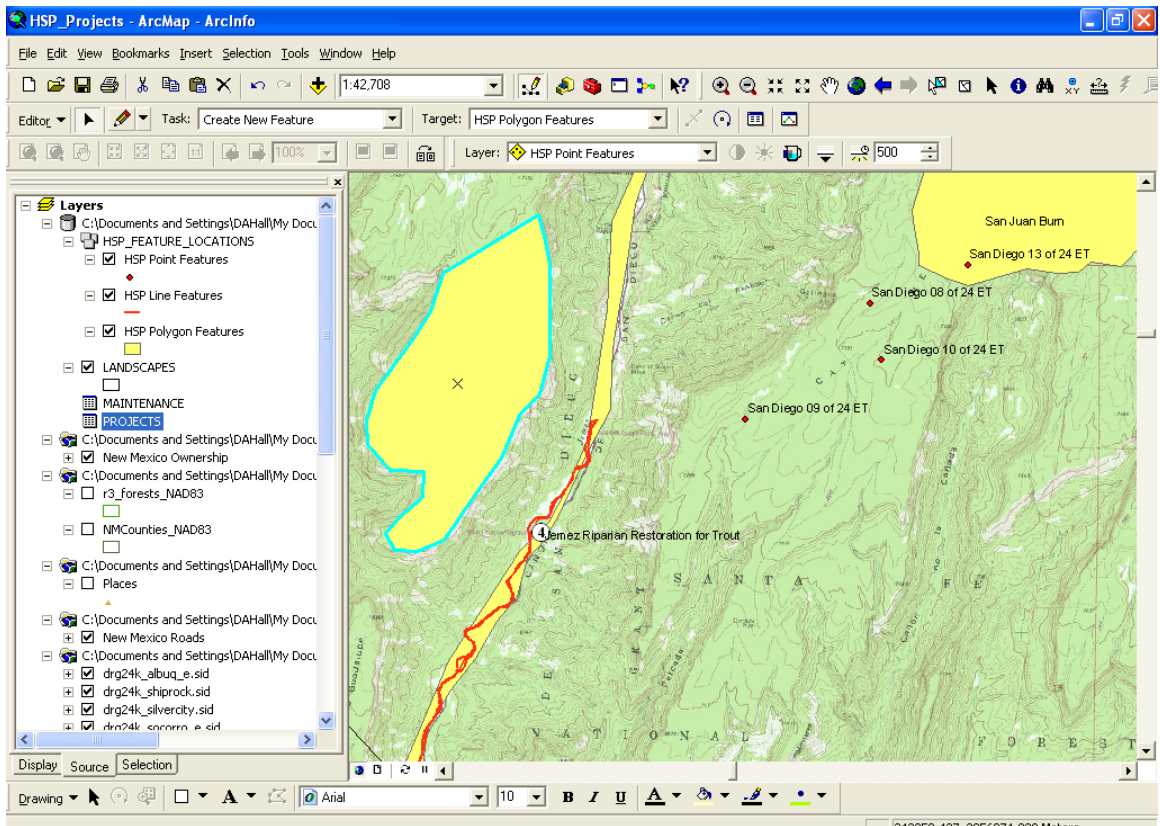 HSP_Projects - ArcMap - ArcInfo
File Edit View Bookmarks Insert Selection Tools Window Help
1:42,708
Editor Task: Create New Feature Target: HSP Polygon Features
100% Layer: HSP Point Features 500
Layers
C:\Documents and Settings\DAHall\My Docu
HSP_FEATURE_LOCATIONS
HSP Point Features
HSP Line Features
HSP Polygon Features
LANDSCAPES
MAINTENANCE
PROJECTS
C:\Documents and Settings\DAHall\My Docu
New Mexico Ownership
C:\Documents and Settings\DAHall\My Docu
r3_forests_NAD83
NMCounties_NAD83
C:\Documents and Settings\DAHall\My Docu
Places
C:\Documents and Settings\DAHall\My Docu
New Mexico Roads
C:\Documents and Settings\DAHall\My Docu
drg24k_albuq_e.sid
drg24k_shiprock.sid
drg24k_silvercity.sid
drg24k_socorro_e.sid
Display Source Selection
San Juan Burn
San Diego 13 of 24 ET
San Diego 08 of 24 ET
San Diego 10 of 24 ET
San Diego 09 of 24 ET
4
Jemez Riparian Restoration for Trout
SAN DIEGO
SANTA FE
NATIONAL FOREST
Drawing A Arial 10 B I U A